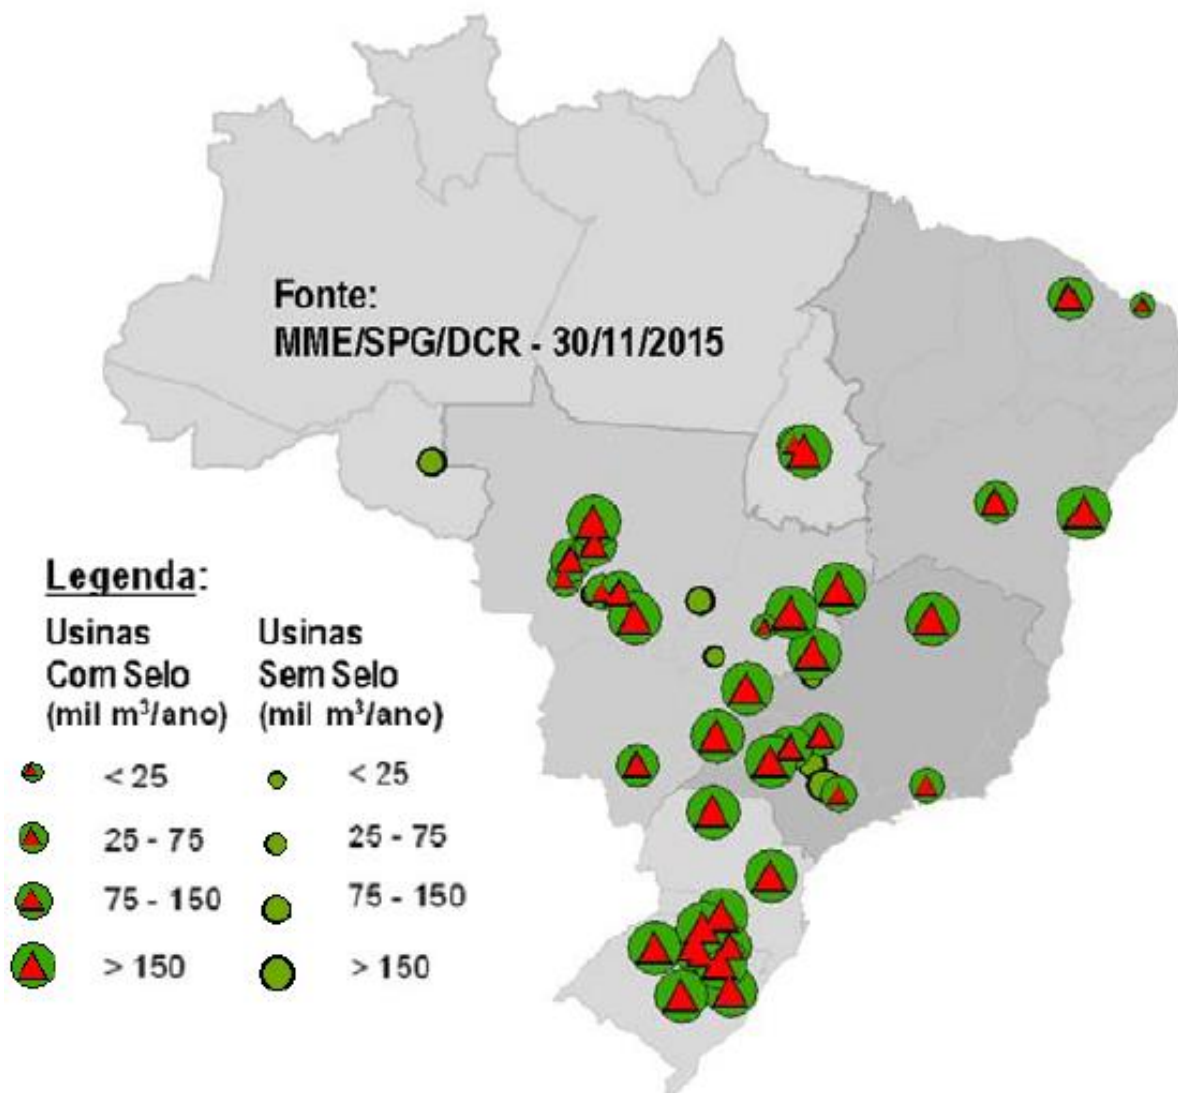 Fonte:
MME/SPG/DCR - 30/11/2015
Legenda:
Usinas
Com Selo
(mil m³/ano)
< 25
25 - 75
75 - 150
> 150
Usinas
Sem Selo
(mil m³/ano)
< 25
25 - 75
75 - 150
> 150